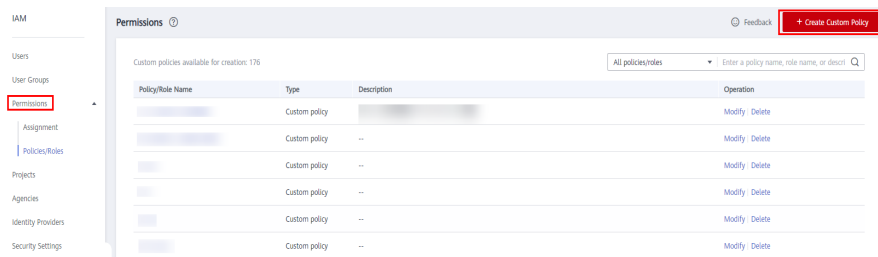 IAM
Permissions
Feedback
+ Create Custom Policy
Users
User Groups
Permissions
Assignment
Policies/Roles
Projects
Agencies
Identity Providers
Security Settings
Custom policies available for creation: 176
All policies/roles
Enter a policy name, role name, or descri
Policy/Role Name Type Description Operation
Custom policy Modify | Delete
Custom policy -- Modify | Delete
Custom policy -- Modify | Delete
Custom policy -- Modify | Delete
Custom policy -- Modify | Delete
Custom policy -- Modify | Delete